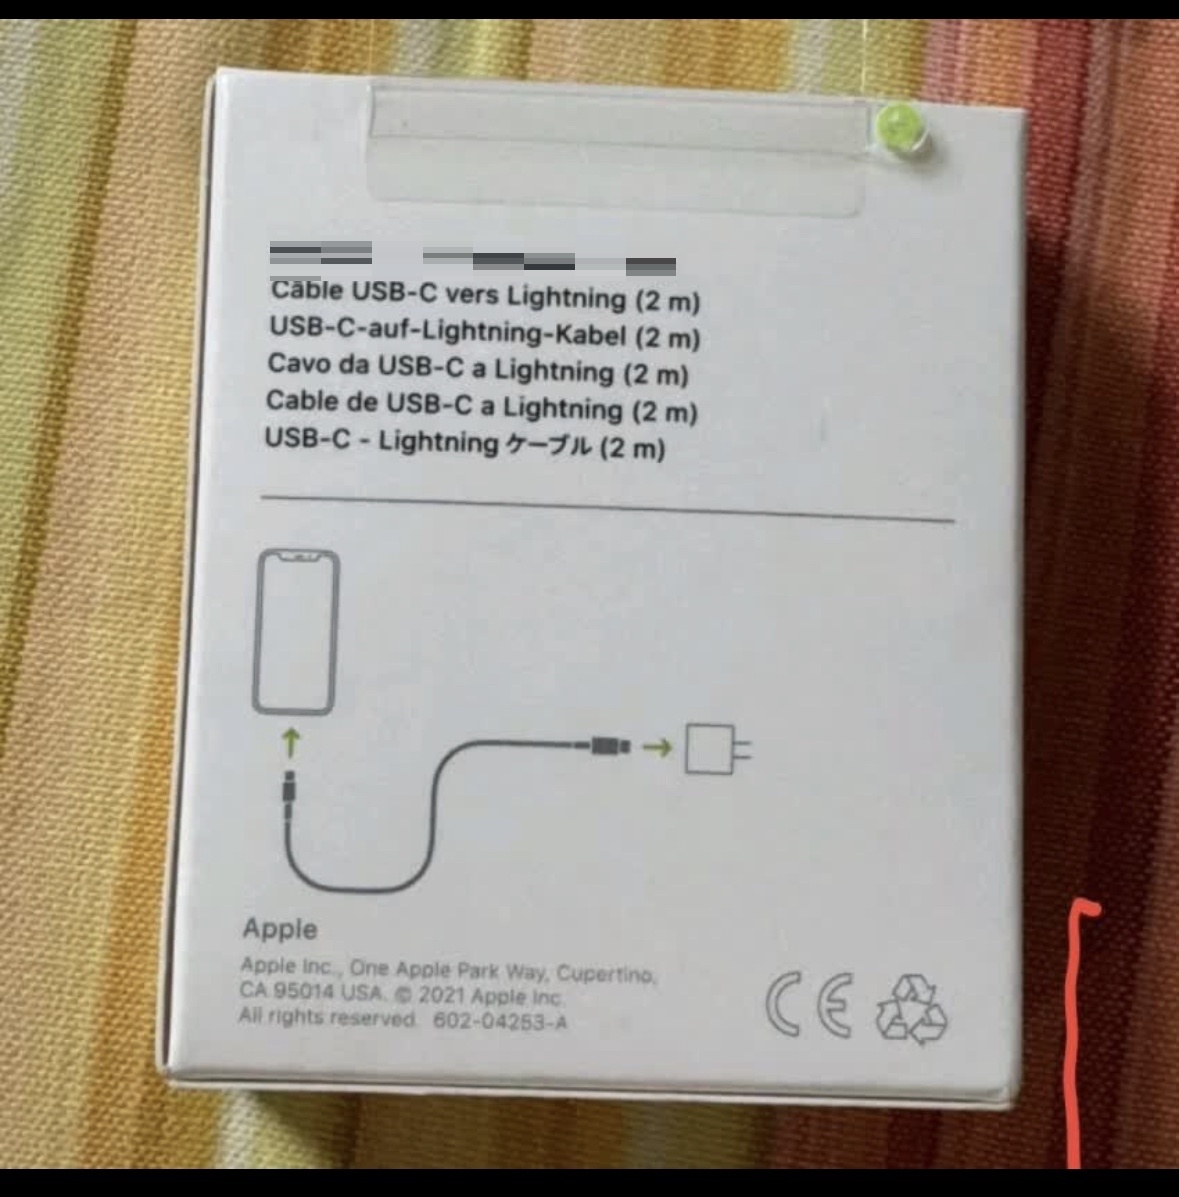 Câble USB-C vers Lightning (2 m)
USB-C-auf-Lightning-Kabel (2 m)
Cavo da USB-C a Lightning (2 m)
Cable de USB-C a Lightning (2 m)
USB-C - Lightning ケーブル (2 m)
Apple
Apple Inc., One Apple Park Way, Cupertino,
CA 95014 USA. © 2021 Apple Inc.
All rights reserved. 602-04253-A
CE